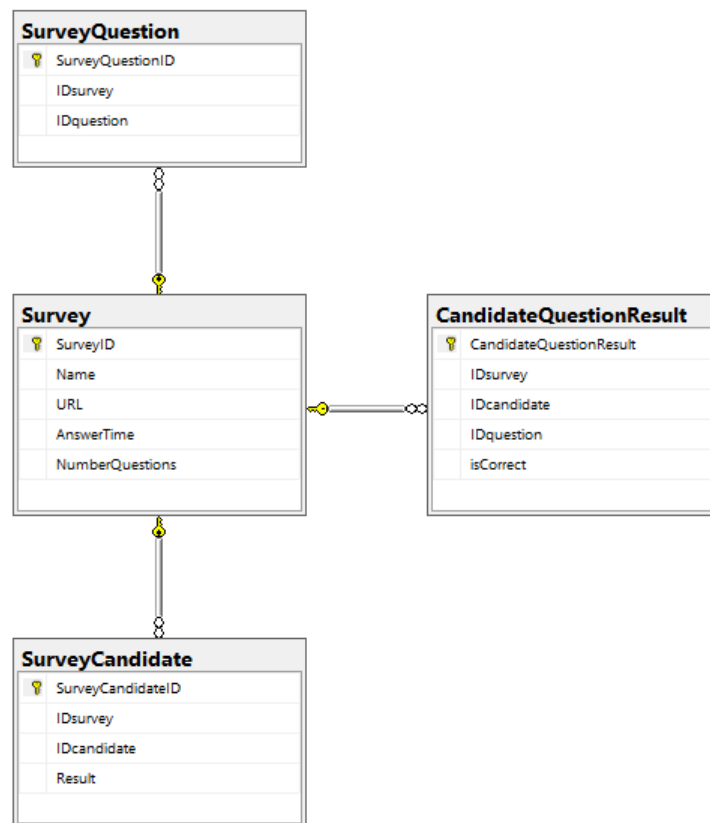 SurveyQuestion
SurveyQuestionID
IDsurvey
IDquestion
Survey
SurveyID
Name
URL
AnswerTime
NumberQuestions
CandidateQuestionResult
CandidateQuestionResult
IDsurvey
IDcandidate
IDquestion
isCorrect
SurveyCandidate
SurveyCandidateID
IDsurvey
IDcandidate
Result